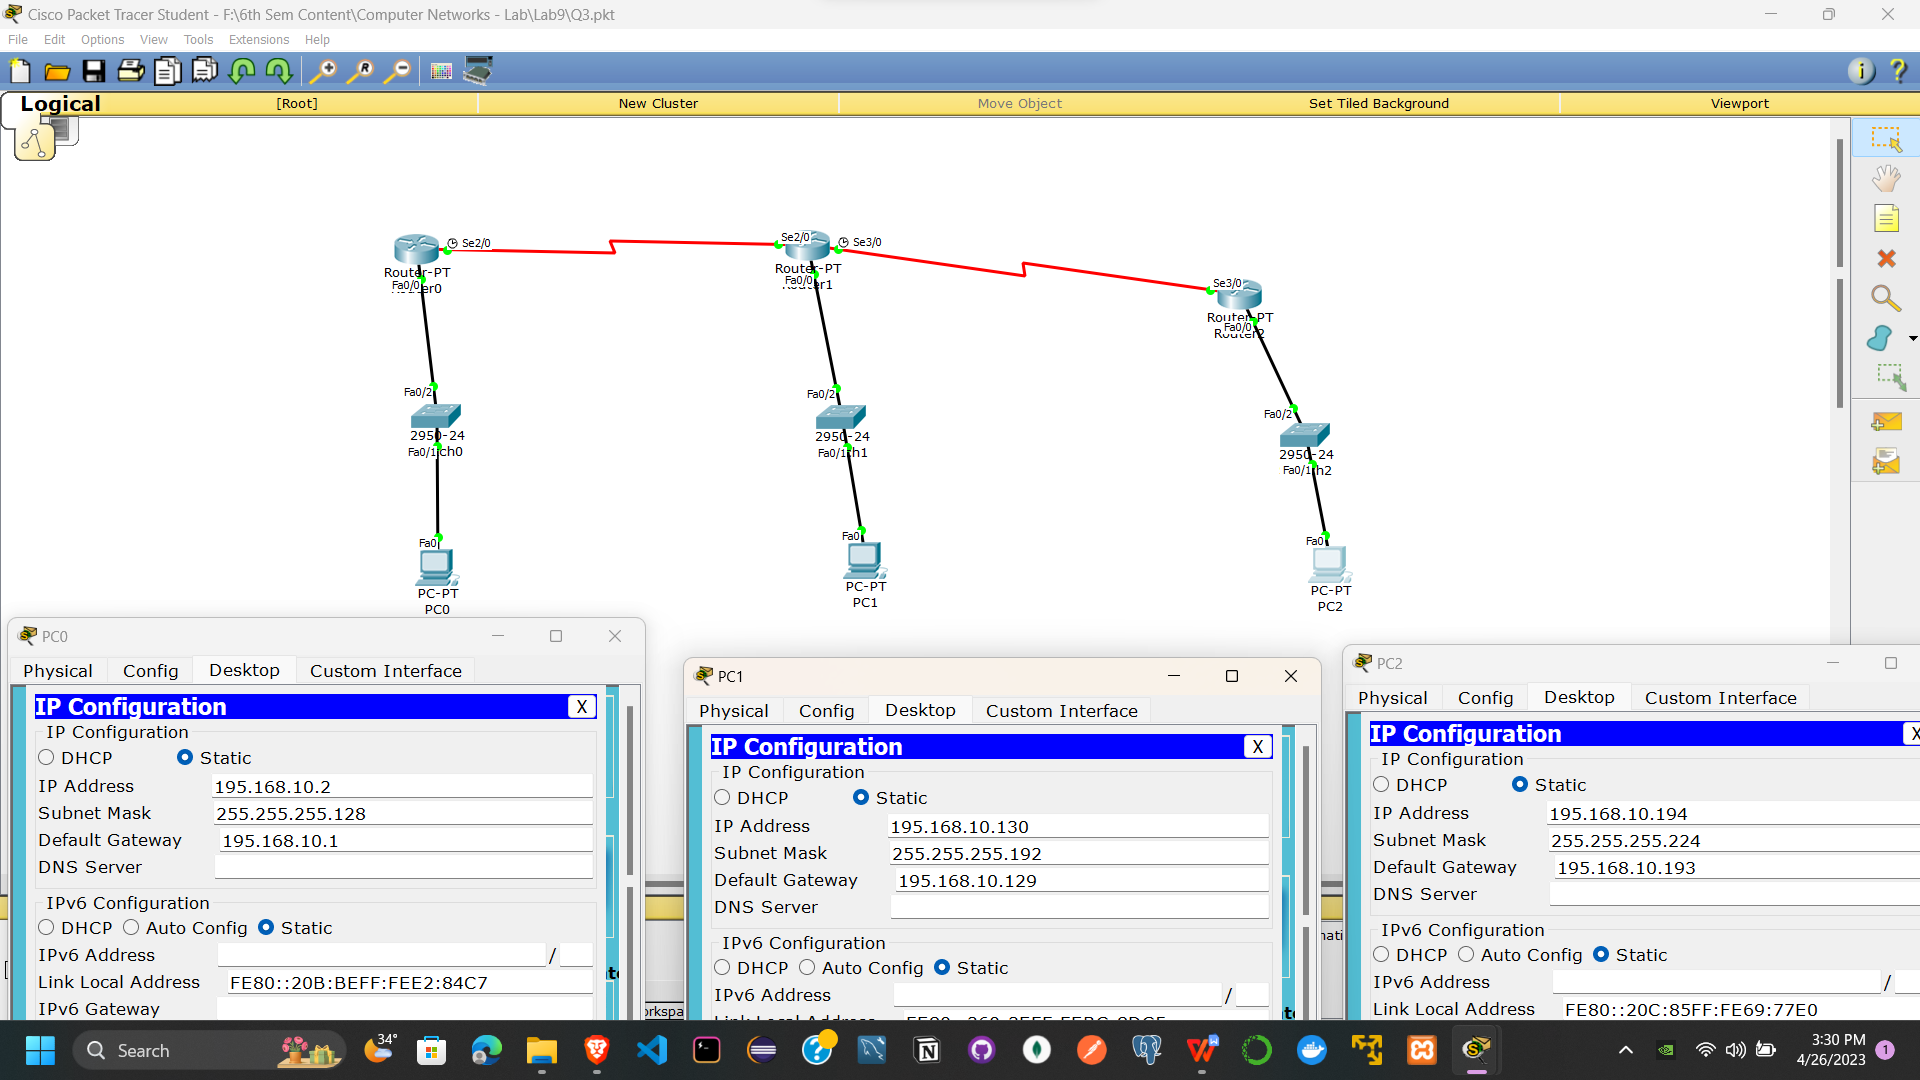 Cisco Packet Tracer Student - F:\6th Sem Content\Computer Networks - Lab\Lab9\Q3.pkt
File Edit Options View Tools Extensions Help
Logical [Root] New Cluster Move Object Set Tiled Background Viewport
Se2/0 Se2/0 Se3/0
Router-PT Router-PT
Fa0/0 Fa0/0
Router1
Se3/0
Router-PT
Fa0/0
Router2
Fa0/2 Fa0/2 Fa0/2
2950-24 2950-24 2950-24
Fa0/1 Fa0/1 Fa0/1
Fa0 Fa0 Fa0
PC-PT PC-PT PC-PT
PC0 PC1 PC2
PC0
Physical Config Desktop Custom Interface
IP Configuration X
IP Configuration
DHCP Static
IP Address 195.168.10.2
Subnet Mask 255.255.255.128
Default Gateway 195.168.10.1
DNS Server
IPv6 Configuration
DHCP Auto Config Static
IPv6 Address /
Link Local Address FE80::20B:BEFF:FEE2:84C7
IPv6 Gateway
PC1
Physical Config Desktop Custom Interface
IP Configuration X
IP Configuration
DHCP Static
IP Address 195.168.10.130
Subnet Mask 255.255.255.192
Default Gateway 195.168.10.129
DNS Server
IPv6 Configuration
DHCP Auto Config Static
IPv6 Address /
PC2
Physical Config Desktop Custom Interface
IP Configuration X
IP Configuration
DHCP Static
IP Address 195.168.10.194
Subnet Mask 255.255.255.224
Default Gateway 195.168.10.193
DNS Server
IPv6 Configuration
DHCP Auto Config Static
IPv6 Address /
Link Local Address FE80::20C:85FF:FE69:77E0
Search 34° 3:30 PM
4/26/2023 1